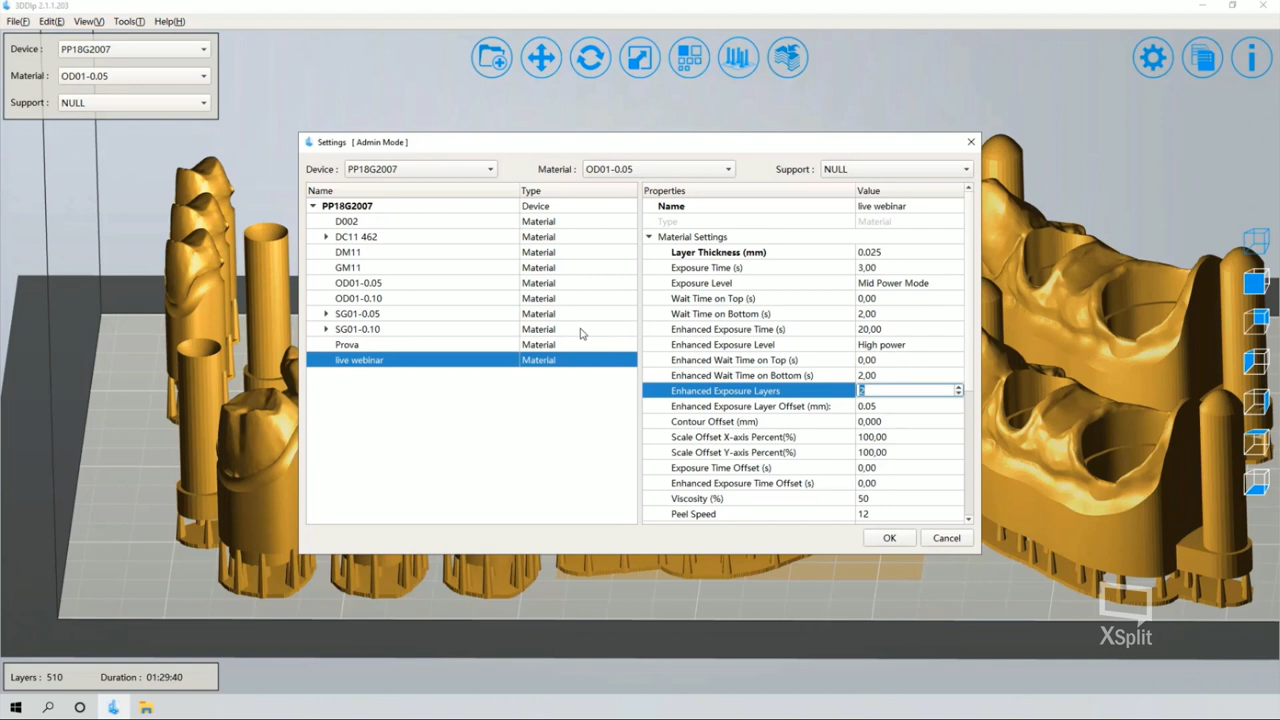 3DDlp 2.1.1.203
File(F) Edit(E) View(V) Tools(T) Help(H)
Device : PP18G2007
Material : OD01-0.05
Support : NULL
Settings [ Admin Mode ]
Device : PP18G2007 Material : OD01-0.05 Support : NULL
Name Type Properties Value
PP18G2007 Device Name live webinar
D002 Material Type Material
DC11 462 Material Material Settings
DM11 Material Layer Thickness (mm) 0.025
GM11 Material Exposure Time (s) 3,00
OD01-0.05 Material Exposure Level Mid Power Mode
OD01-0.10 Material Wait Time on Top (s) 0,00
SG01-0.05 Material Wait Time on Bottom (s) 2,00
SG01-0.10 Material Enhanced Exposure Time (s) 20,00
Prova Material Enhanced Exposure Level High power
live webinar Material Enhanced Wait Time on Top (s) 0,00
Enhanced Wait Time on Bottom (s) 2,00
Enhanced Exposure Layers 2
Enhanced Exposure Layer Offset (mm): 0.05
Contour Offset (mm) 0,000
Scale Offset X-axis Percent(%) 100,00
Scale Offset Y-axis Percent(%) 100,00
Exposure Time Offset (s) 0,00
Enhanced Exposure Time Offset (s) 0,00
Viscosity (%) 50
Peel Speed 12
OK Cancel
XSplit
Layers : 510 Duration : 01:29:40